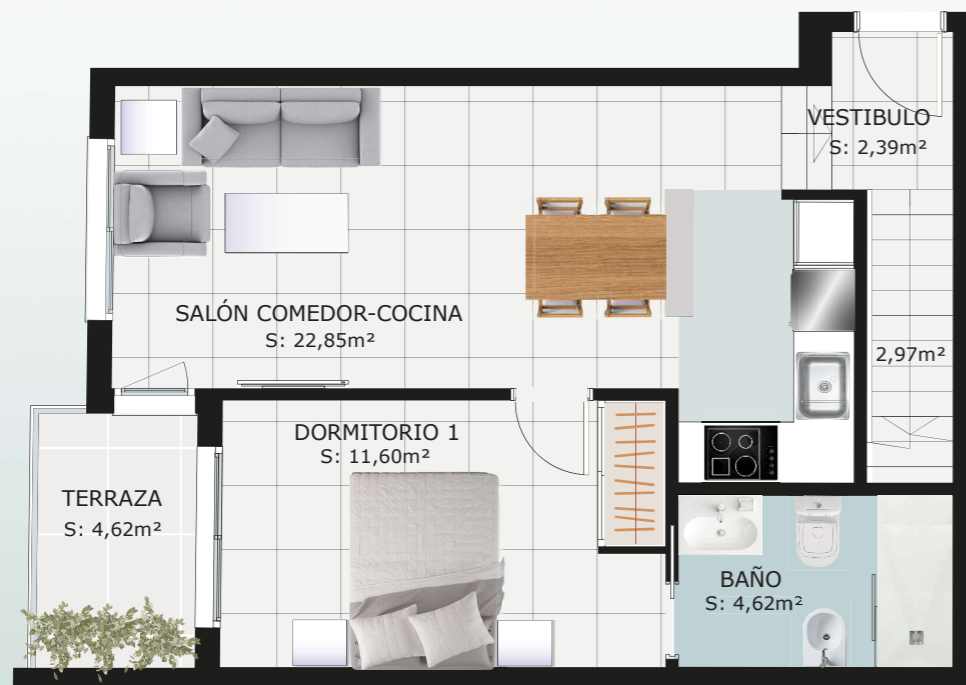 VESTIBULO
S: 2,39m²
SALÓN COMEDOR-COCINA
S: 22,85m²
2,97m²
DORMITORIO 1
S: 11,60m²
TERRAZA
S: 4,62m²
BAÑO
S: 4,62m²